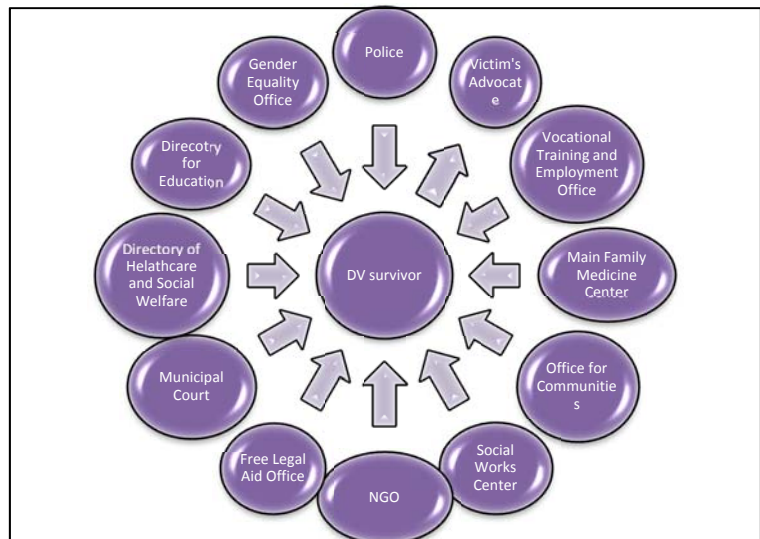 Police
Victim's
Advocat
e
Vocational
Training and
Employment
Office
Main Family
Medicine
Center
Office for
Communitie
s
Social
Works
Center
NGO
Free Legal
Aid Office
Municipal
Court
Directory of
Helathcare
and Social
Welfare
Direcotry
for
Education
Gender
Equality
Office
DV survivor